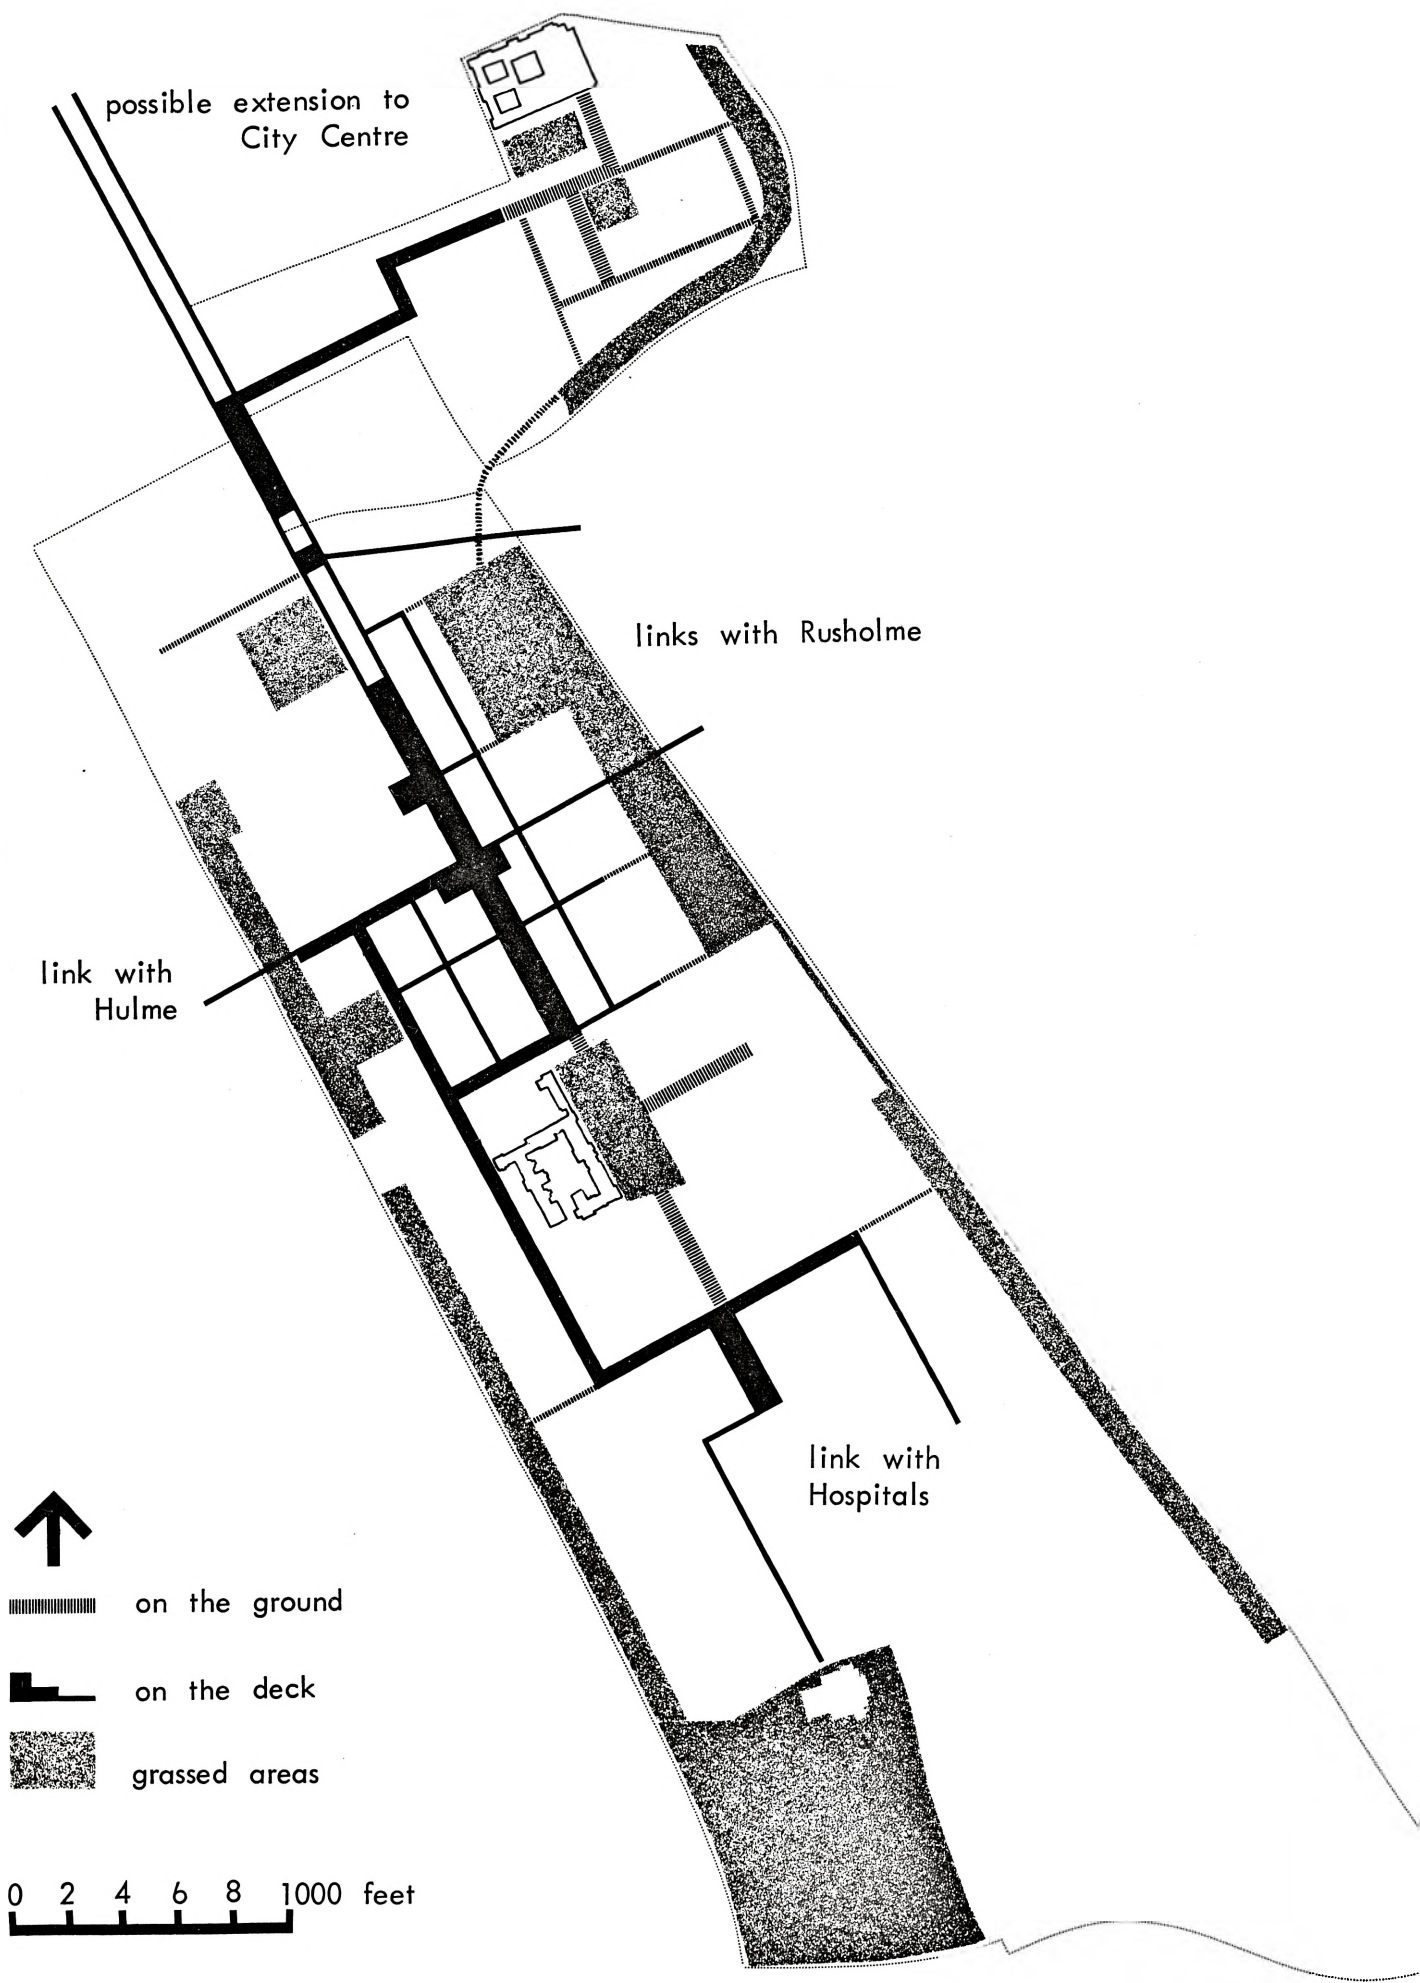 possible extension to
City Centre
links with Rusholme
link with
Hulme
link with
Hospitals
on the ground
on the deck
grassed areas
0 2 4 6 8 1000 feet